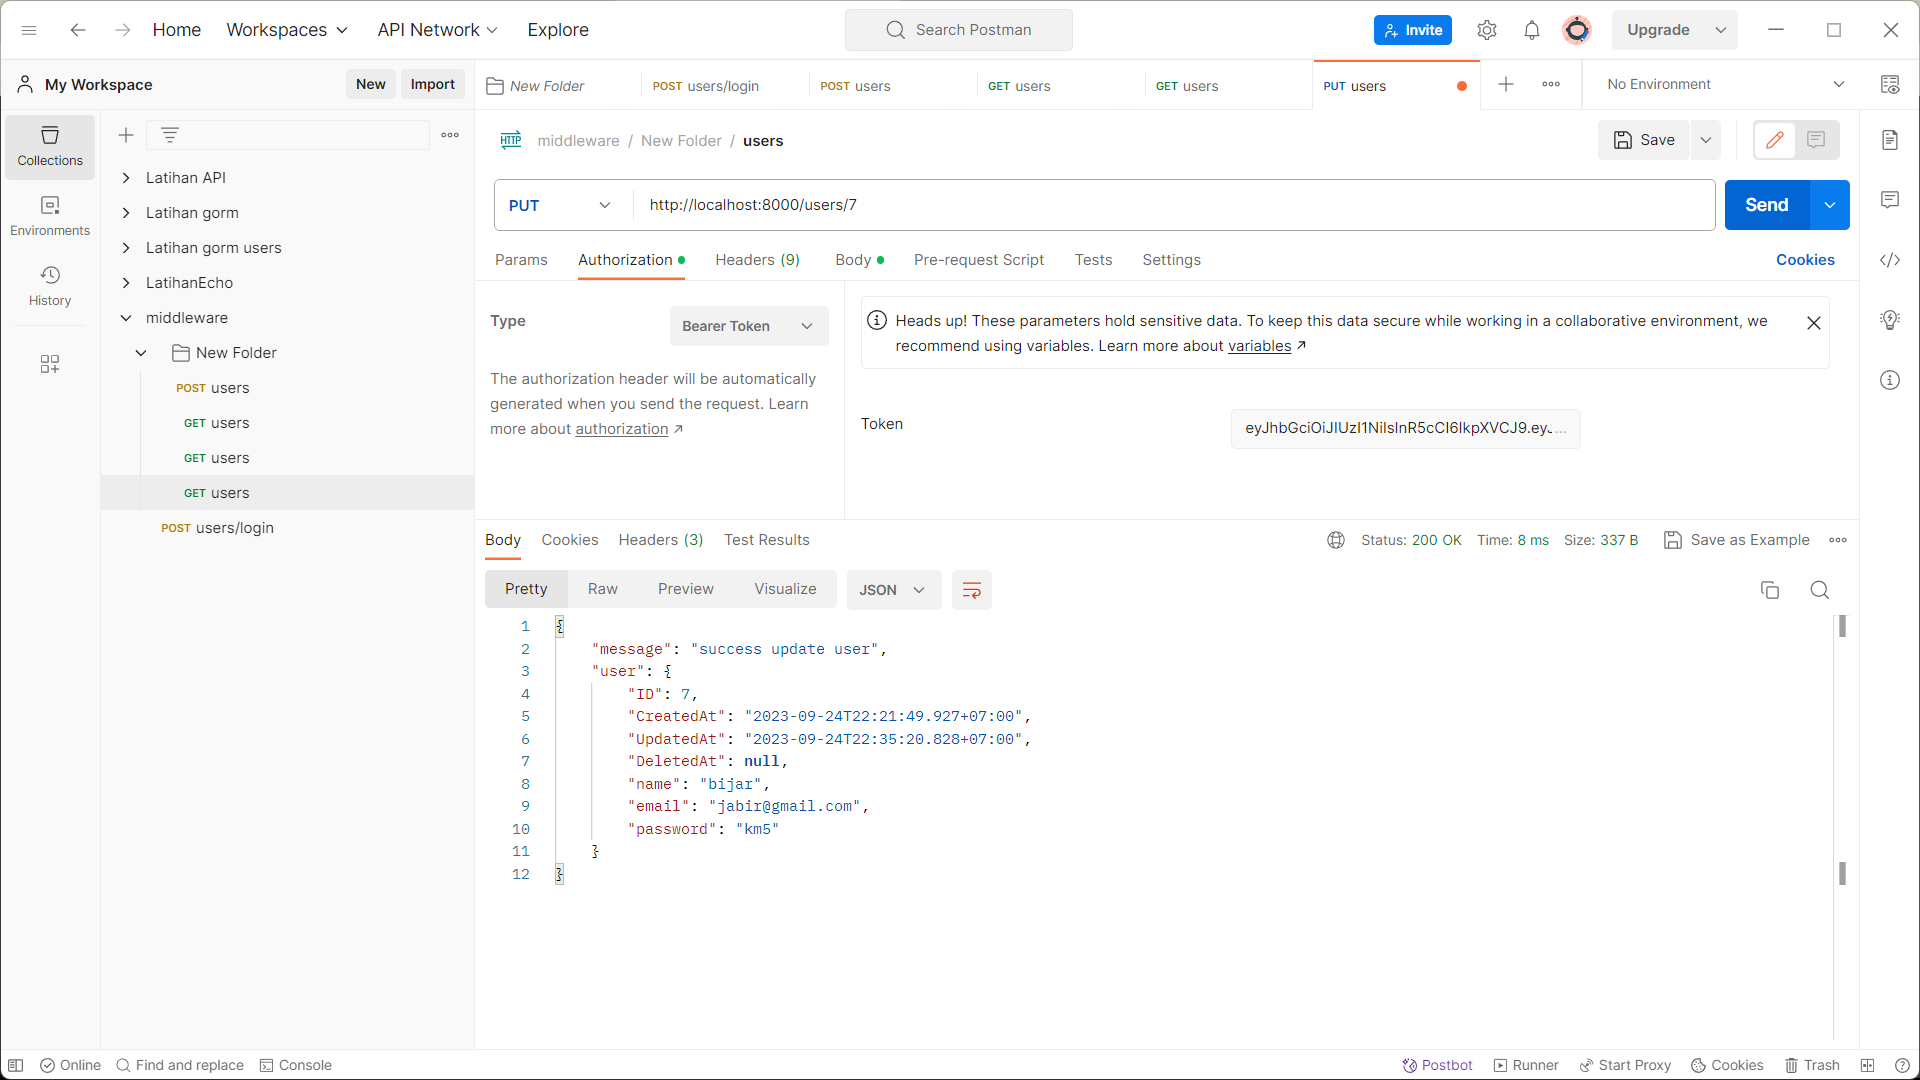 Home Workspaces API Network Explore Search Postman Invite Upgrade
My Workspace New Import
New Folder POST users/login POST users GET users GET users PUT users No Environment
Collections
Environments
History
Latihan API
Latihan gorm
Latihan gorm users
LatihanEcho
middleware
New Folder
POST users
GET users
GET users
GET users
POST users/login
HTTP middleware / New Folder / users Save
PUT http://localhost:8000/users/7 Send
Params Authorization Headers (9) Body Pre-request Script Tests Settings Cookies
Type Bearer Token
The authorization header will be automatically
generated when you send the request. Learn
more about authorization ↗
Heads up! These parameters hold sensitive data. To keep this data secure while working in a collaborative environment, we
recommend using variables. Learn more about variables ↗
Token eyJhbGciOiJIUzI1NiIsInR5cCI6IkpXVCJ9.eyJ...
Body Cookies Headers (3) Test Results Status: 200 OK Time: 8 ms Size: 337 B Save as Example
Pretty Raw Preview Visualize JSON
1 {
2 "message": "success update user",
3 "user": {
4 "ID": 7,
5 "CreatedAt": "2023-09-24T22:21:49.927+07:00",
6 "UpdatedAt": "2023-09-24T22:35:20.828+07:00",
7 "DeletedAt": null,
8 "name": "bijar",
9 "email": "jabir@gmail.com",
10 "password": "km5"
11 }
12 }
Online Find and replace Console Postbot Runner Start Proxy Cookies Trash